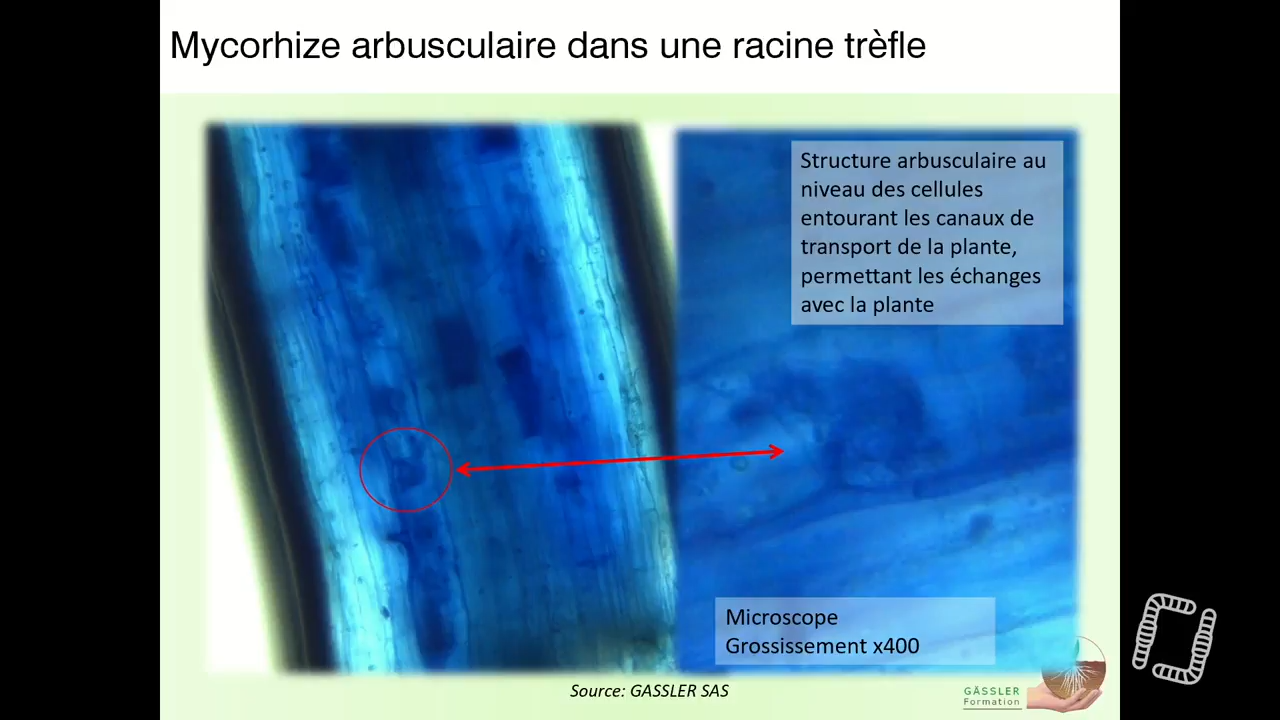 Mycorhize arbusculaire dans une racine trèfle
Structure arbusculaire au
niveau des cellules
entourant les canaux de
transport de la plante,
permettant les échanges
avec la plante
Microscope
Grossissement x400
Source: GASSLER SAS
GÄSSLER
Formation